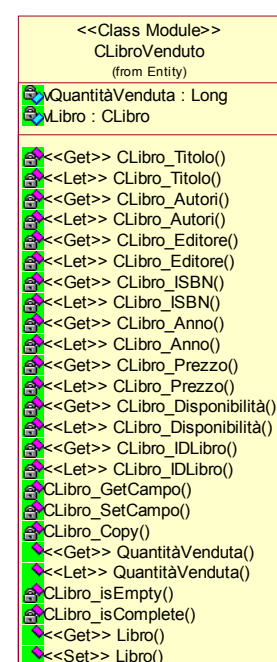 <<Class Module>>
CLibroVenduto
(from Entity)
vQuantitàVenduta : Long
vLibro : CLibro
<<Get>> CLibro_Titolo()
<<Let>> CLibro_Titolo()
<<Get>> CLibro_Autori()
<<Let>> CLibro_Autori()
<<Get>> CLibro_Editore()
<<Let>> CLibro_Editore()
<<Get>> CLibro_ISBN()
<<Let>> CLibro_ISBN()
<<Get>> CLibro_Anno()
<<Let>> CLibro_Anno()
<<Get>> CLibro_Prezzo()
<<Let>> CLibro_Prezzo()
<<Get>> CLibro_Disponibilità()
<<Let>> CLibro_Disponibilità()
<<Get>> CLibro_IDLibro()
<<Let>> CLibro_IDLibro()
CLibro_GetCampo()
CLibro_SetCampo()
CLibro_Copy()
<<Get>> QuantitàVenduta()
<<Let>> QuantitàVenduta()
CLibro_isEmpty()
CLibro_isComplete()
<<Get>> Libro()
<<Set>> Libro()